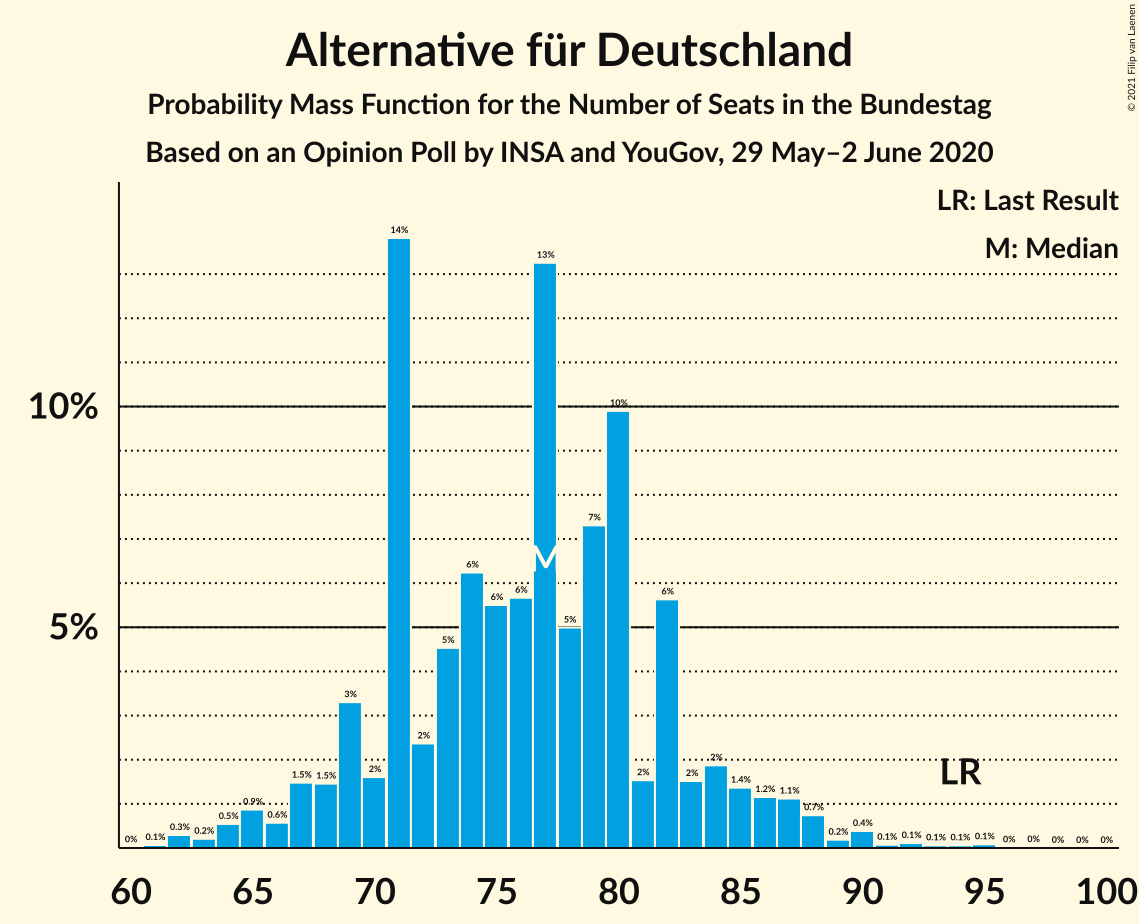 Alternative für Deutschland
Probability Mass Function for the Number of Seats in the Bundestag
Based on an Opinion Poll by INSA and YouGov, 29 May–2 June 2020
© 2021 Filip van Laenen
LR: Last Result
M: Median
10%
5%
0% 0.1% 0.3% 0.2% 0.5% 0.9% 0.6% 1.5% 1.5% 3% 2% 14% 2% 5% 6% 6% 6% 13% 5% 7% 10% 2% 6% 2% 2% 1.4% 1.2% 1.1% 0.7% 0.2% 0.4% 0.1% 0.1% 0.1% 0.1% 0.1% 0% 0% 0% 0% 0%
M
LR
60 65 70 75 80 85 90 95 100